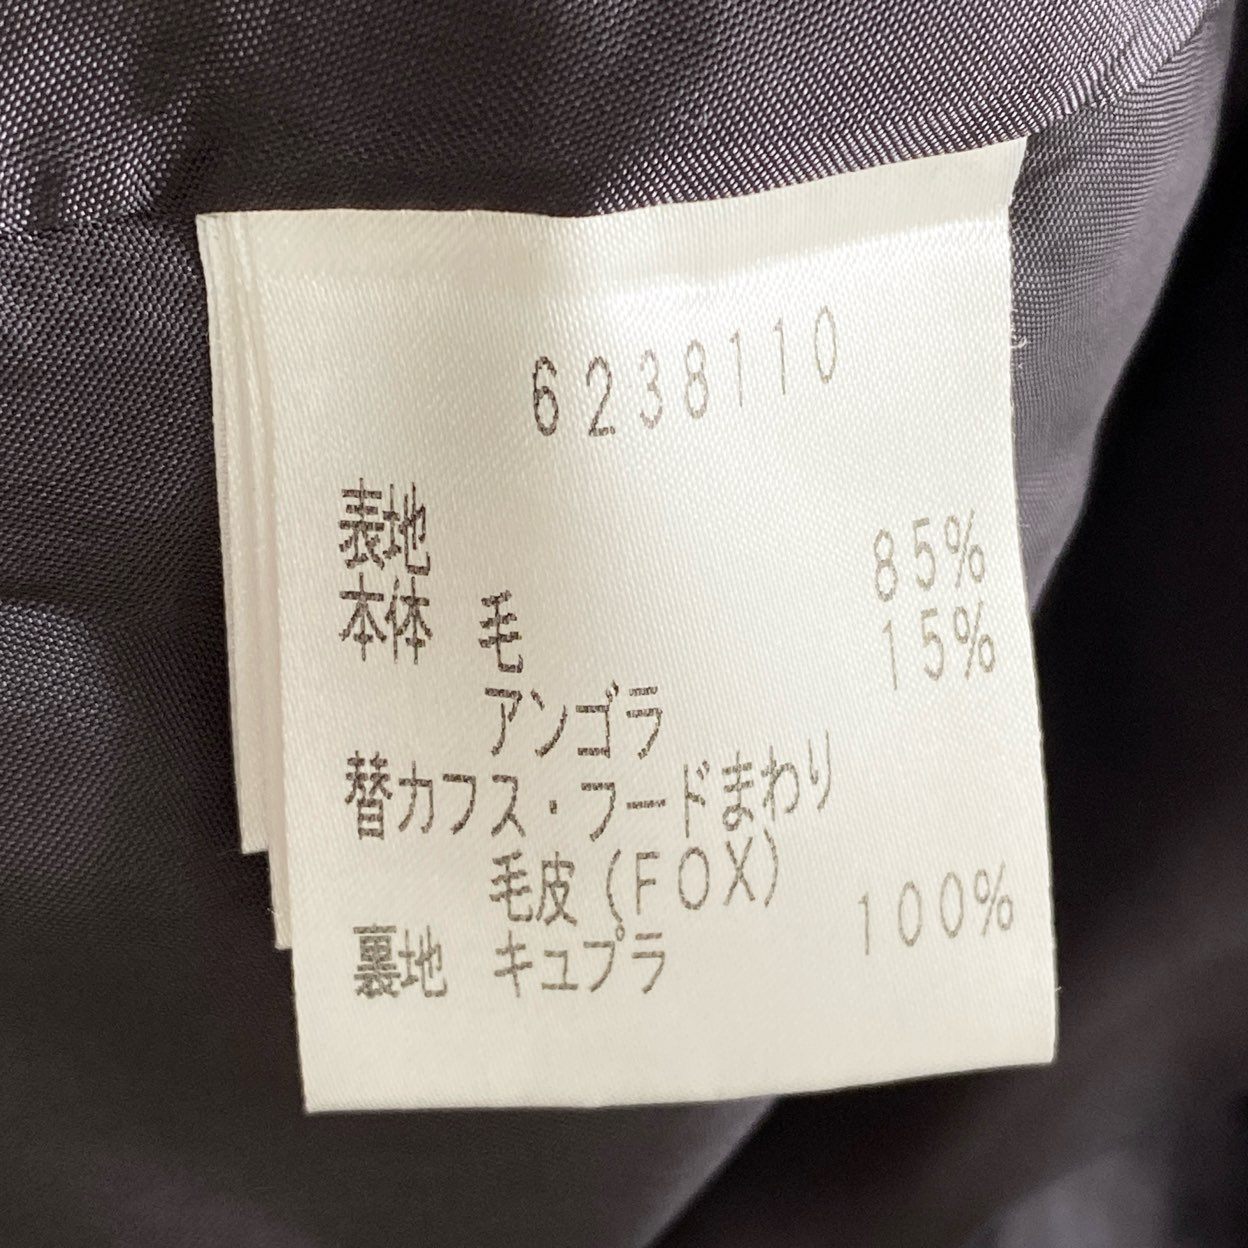 6238110
表地
本体 毛 85%
アンゴラ 15%
替カフス・フードまわり
毛皮(FOX)
裏地 キュプラ 100%